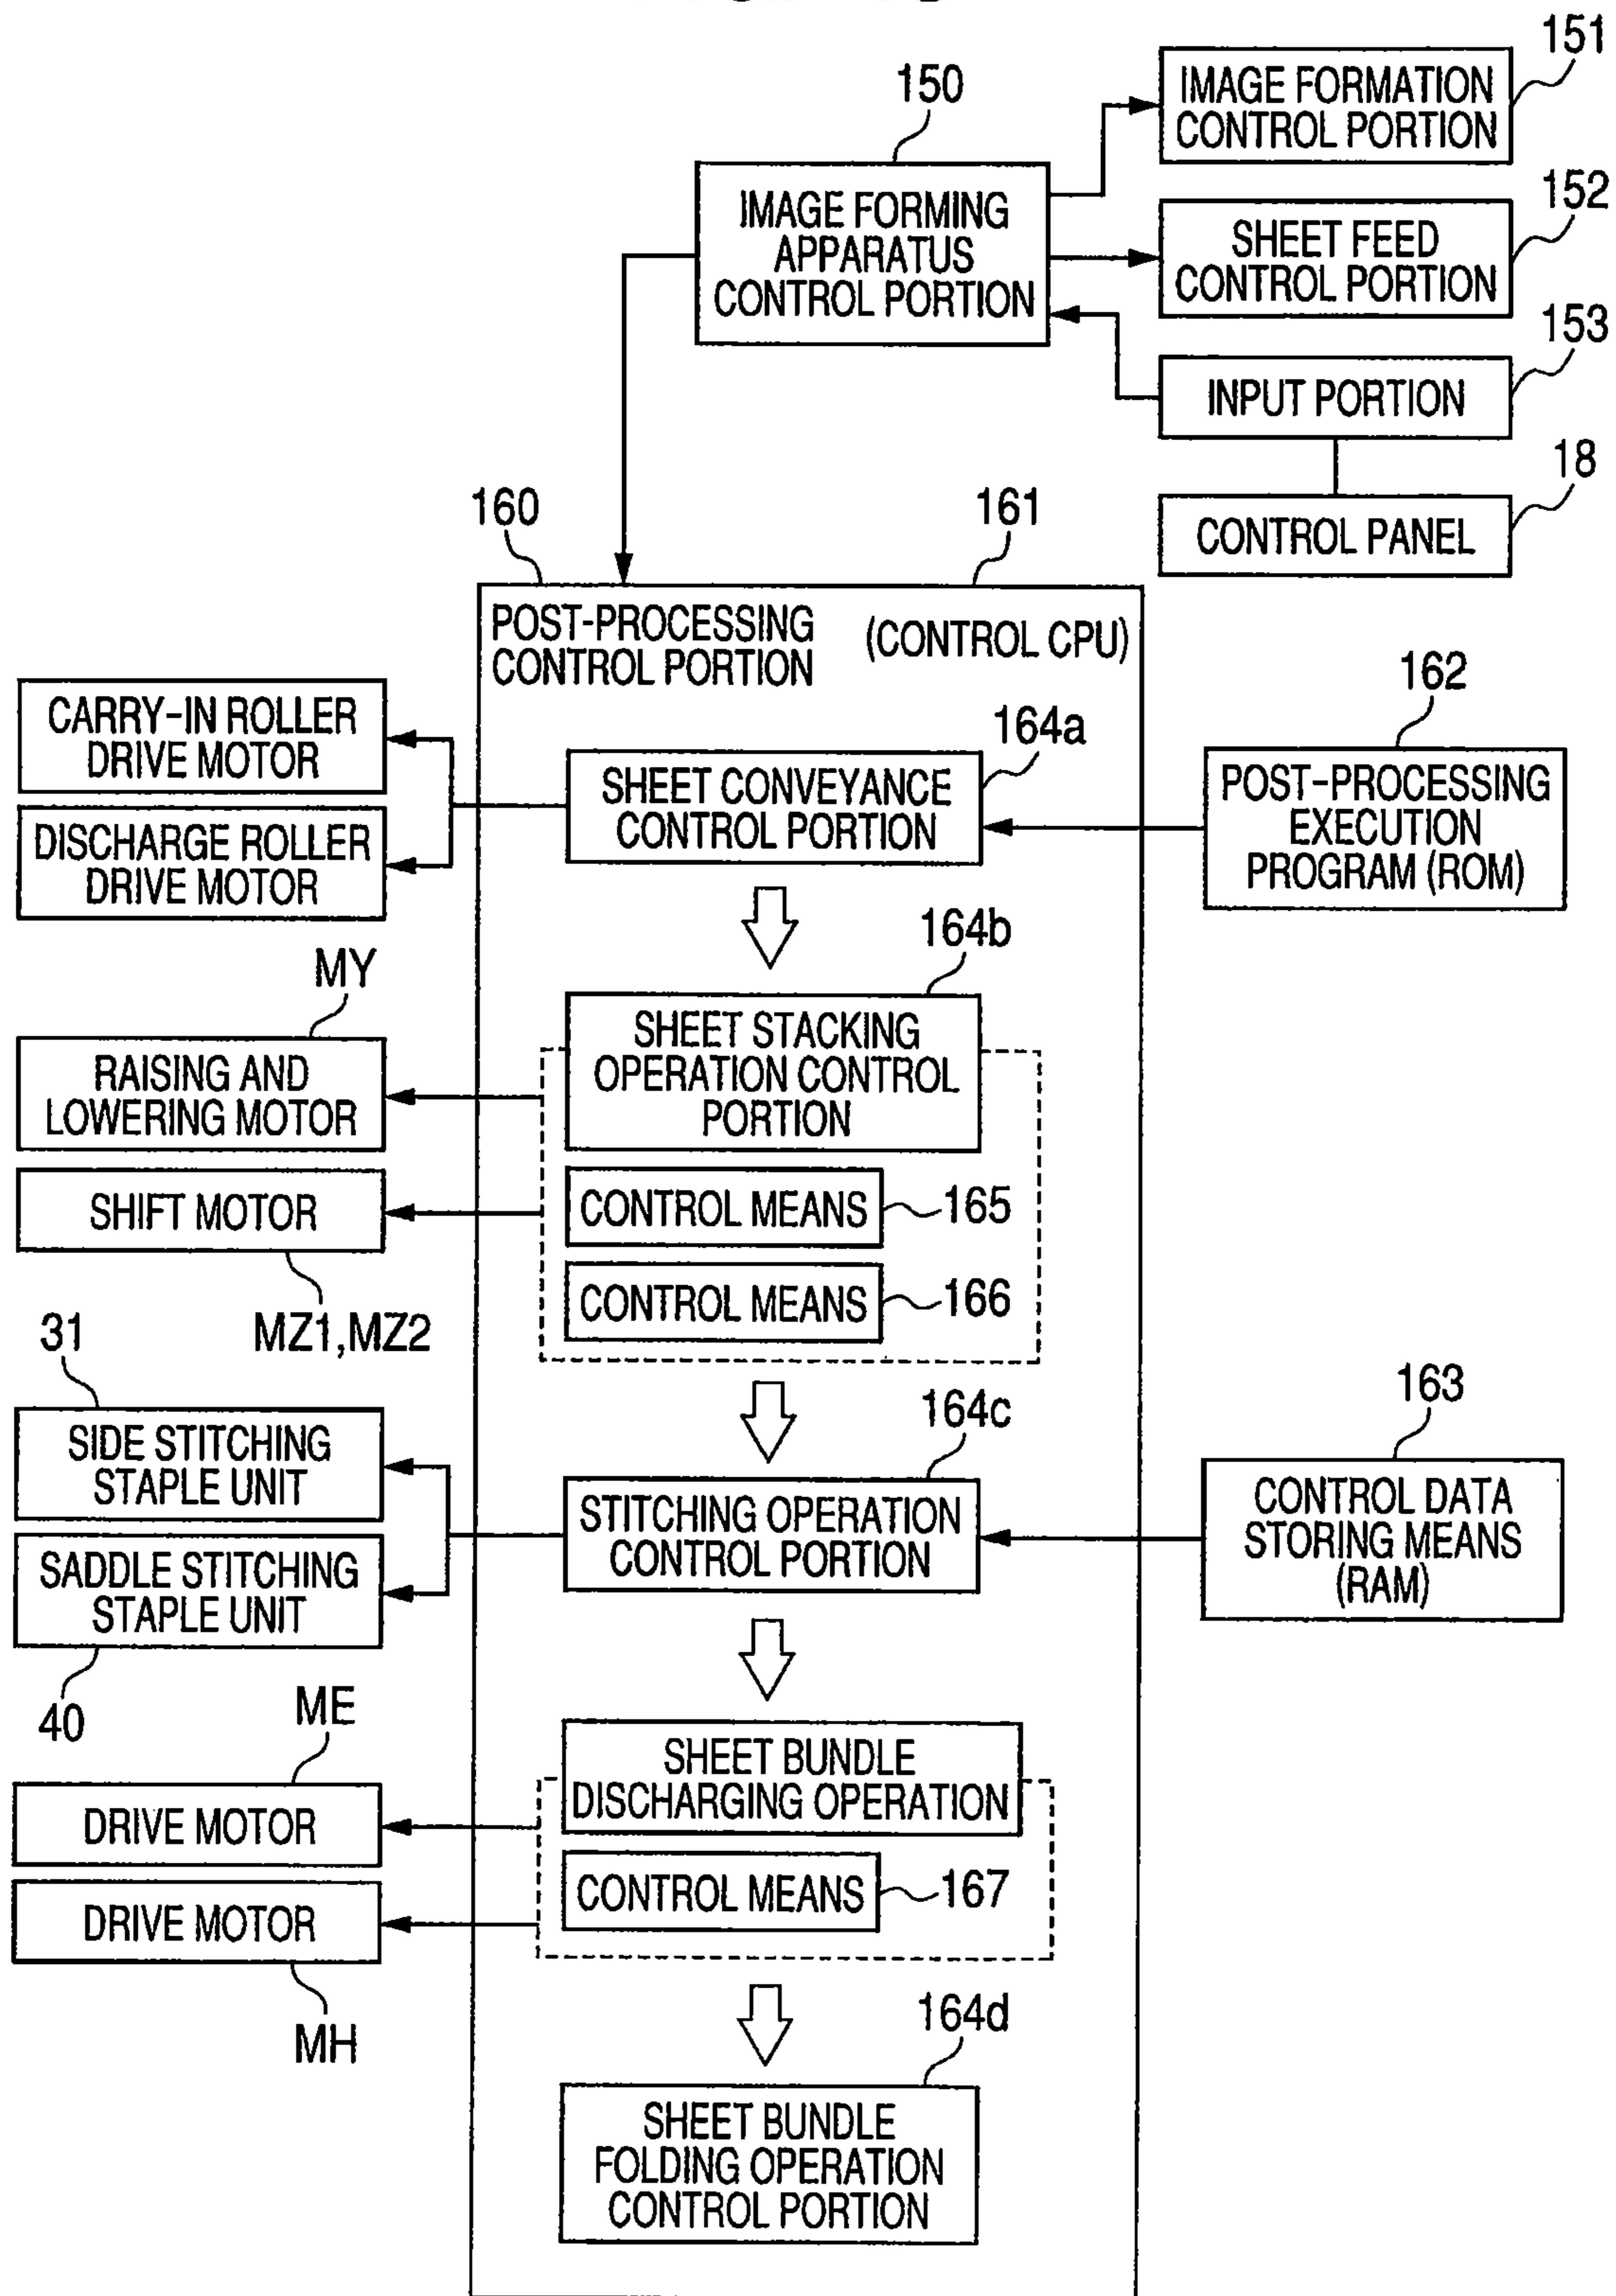 151
IMAGE FORMATION
CONTROL PORTION
150
IMAGE FORMING
APPARATUS
CONTROL PORTION
152
SHEET FEED
CONTROL PORTION
153
INPUT PORTION
18
CONTROL PANEL
160
161
POST-PROCESSING
CONTROL PORTION
(CONTROL CPU)
CARRY-IN ROLLER
DRIVE MOTOR
DISCHARGE ROLLER
DRIVE MOTOR
164a
SHEET CONVEYANCE
CONTROL PORTION
162
POST-PROCESSING
EXECUTION
PROGRAM (ROM)
MY
RAISING AND
LOWERING MOTOR
SHIFT MOTOR
MZ1,MZ2
164b
SHEET STACKING
OPERATION CONTROL
PORTION
CONTROL MEANS
165
CONTROL MEANS
166
31
SIDE STITCHING
STAPLE UNIT
SADDLE STITCHING
STAPLE UNIT
40
164c
STITCHING OPERATION
CONTROL PORTION
163
CONTROL DATA
STORING MEANS
(RAM)
ME
DRIVE MOTOR
DRIVE MOTOR
MH
SHEET BUNDLE
DISCHARGING OPERATION
CONTROL MEANS
167
164d
SHEET BUNDLE
FOLDING OPERATION
CONTROL PORTION